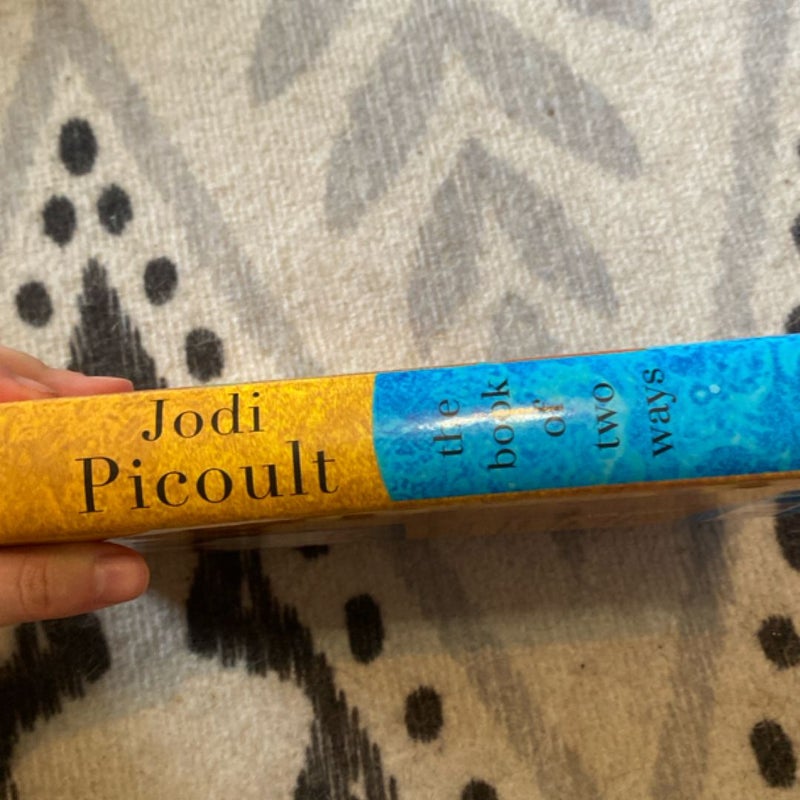 Jodi
Picoult
the
book
of
two
ways